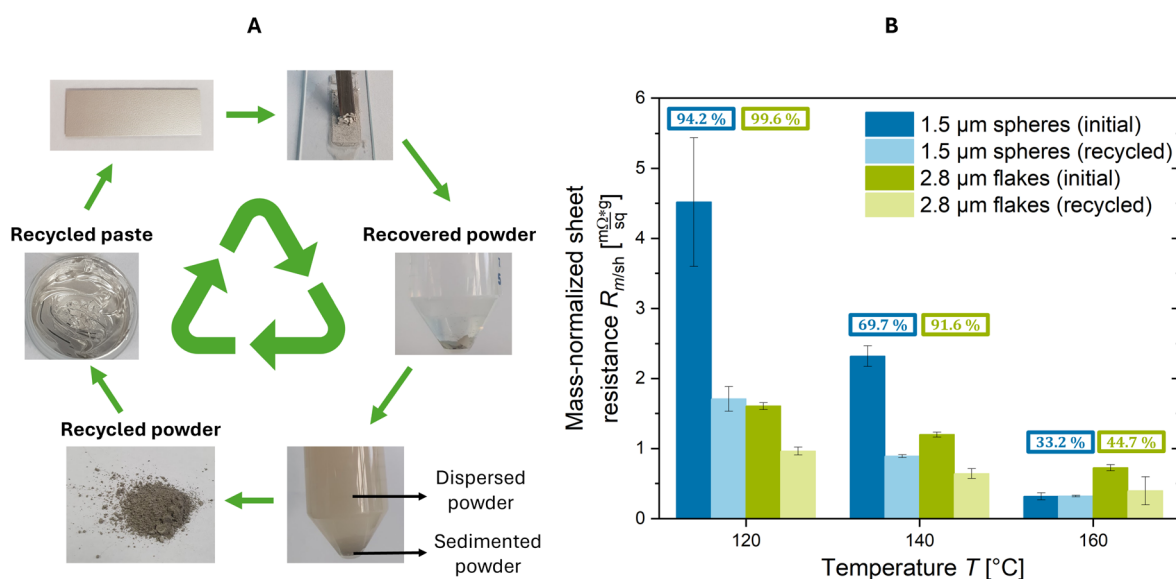 A
Recycled paste
Recovered powder
Recycled powder
Dispersed
powder
Sedimented
powder
B
Mass-normalized sheet
resistance R_{m/sh} [mΩ*g/sq]
6
5
4
3
2
1
0
94.2 %
99.6 %
69.7 %
91.6 %
33.2 %
44.7 %
1.5 μm spheres (initial)
1.5 μm spheres (recycled)
2.8 μm flakes (initial)
2.8 μm flakes (recycled)
120
140
160
Temperature T [°C]